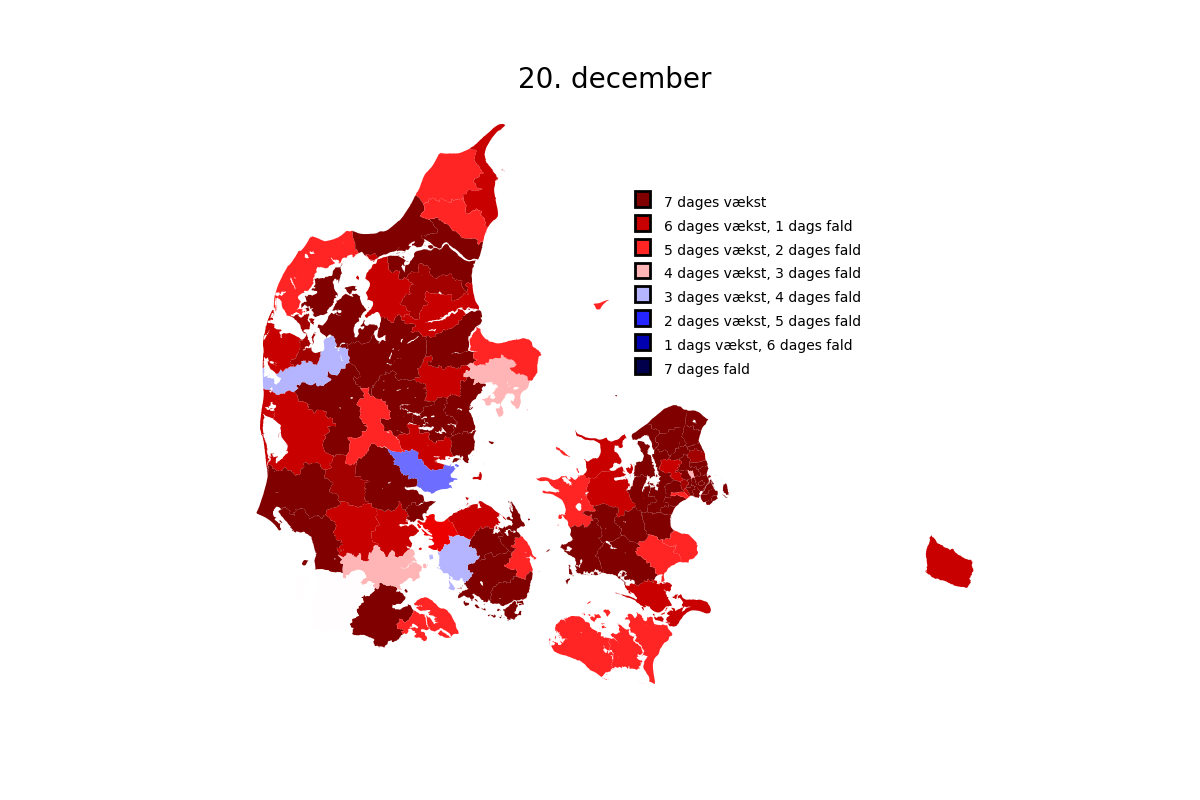 20. december
7 dages vækst
6 dages vækst, 1 dags fald
5 dages vækst, 2 dages fald
4 dages vækst, 3 dages fald
3 dages vækst, 4 dages fald
2 dages vækst, 5 dages fald
1 dags vækst, 6 dages fald
7 dages fald